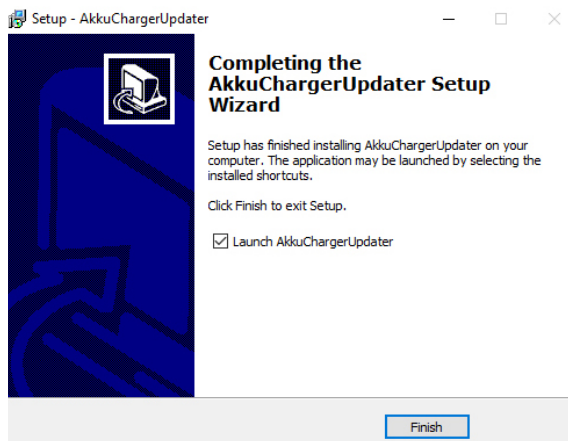 Setup - AkkuChargerUpdater
Completing the
AkkuChargerUpdater Setup
Wizard
Setup has finished installing AkkuChargerUpdater on your
computer. The application may be launched by selecting the
installed shortcuts.
Click Finish to exit Setup.
Launch AkkuChargerUpdater
Finish